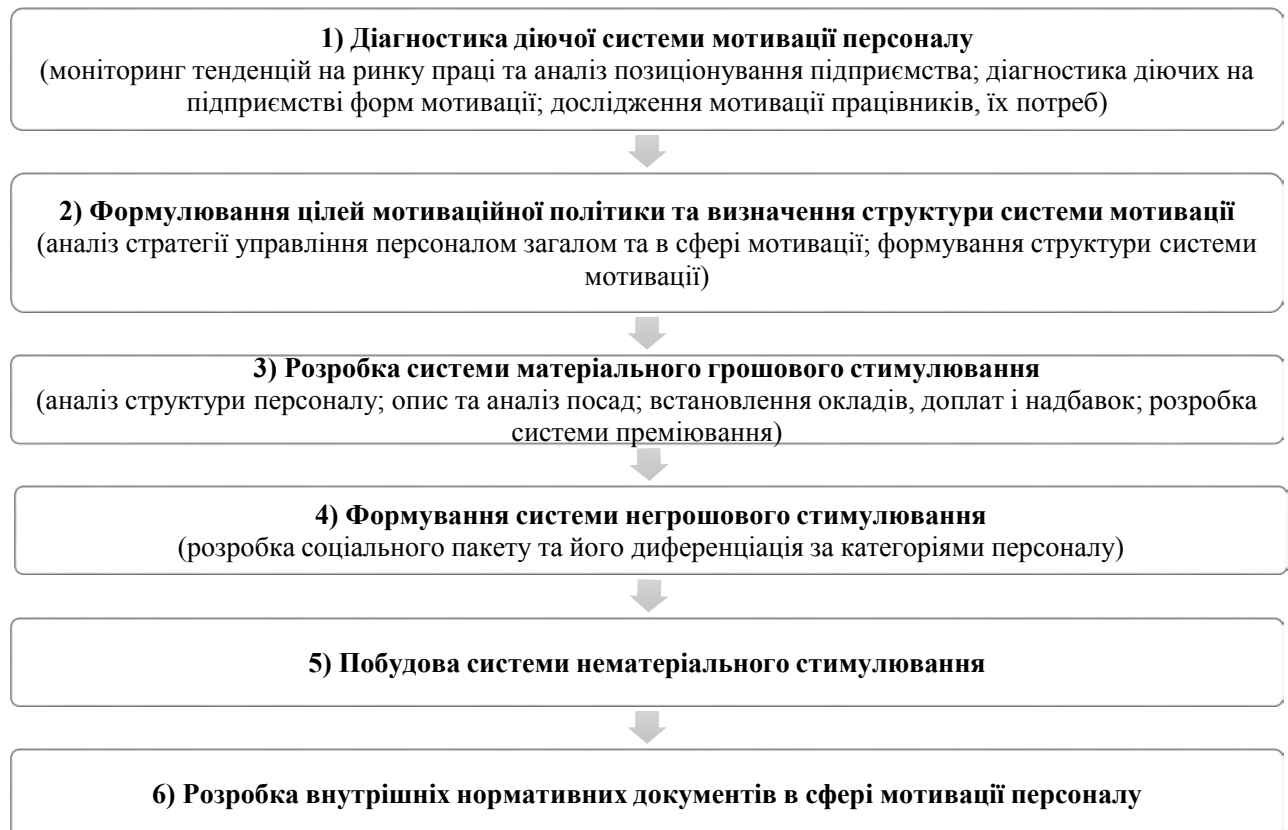 1) Діагностика діючої системи мотивації персоналу
(моніторинг тенденцій на ринку праці та аналіз позиціонування підприємства; діагностика діючих на
підприємстві форм мотивації; дослідження мотивації працівників, їх потреб)
2) Формулювання цілей мотиваційної політики та визначення структури системи мотивації
(аналіз стратегії управління персоналом загалом та в сфері мотивації; формування структури системи
мотивації)
3) Розробка системи матеріального грошового стимулювання
(аналіз структури персоналу; опис та аналіз посад; встановлення окладів, доплат і надбавок; розробка
системи преміювання)
4) Формування системи негрошового стимулювання
(розробка соціального пакету та його диференціація за категоріями персоналу)
5) Побудова системи нематеріального стимулювання
6) Розробка внутрішніх нормативних документів в сфері мотивації персоналу